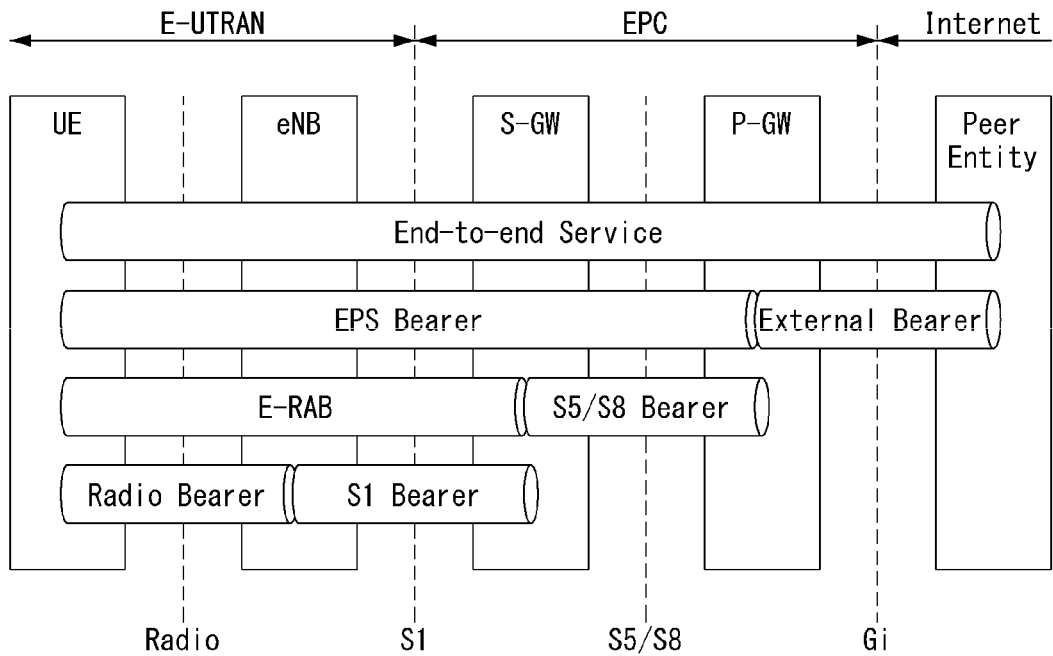 E-UTRAN EPC Internet
UE eNB S-GW P-GW Peer
Entity
End-to-end Service
EPS Bearer External Bearer
E-RAB S5/S8 Bearer
Radio Bearer S1 Bearer
Radio S1 S5/S8 Gi